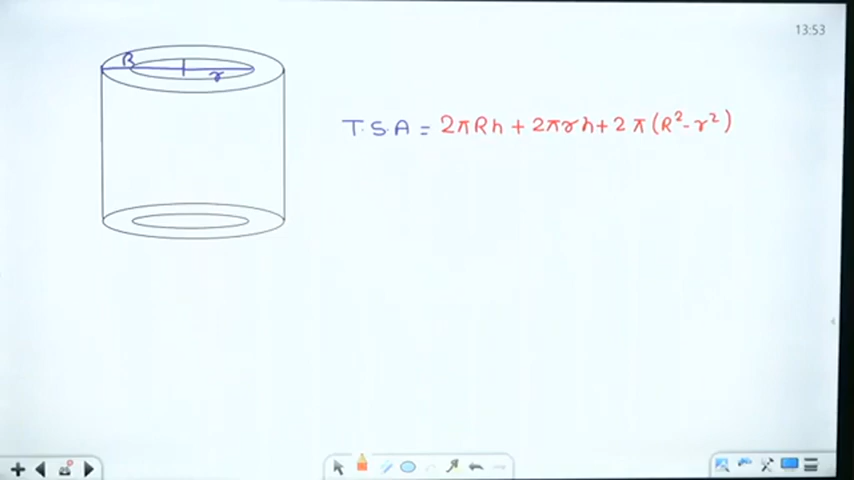 13:53
R
r
T.S.A = 2πRh + 2πrh + 2π(R²-r²)